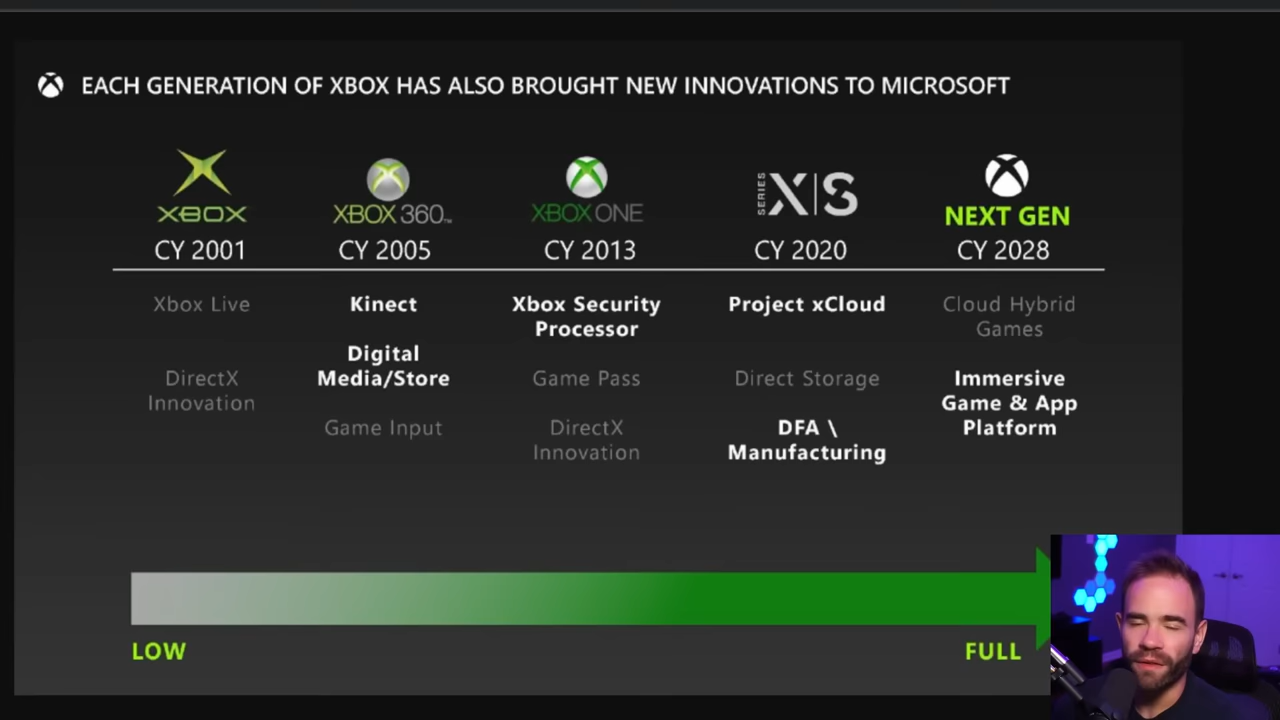 EACH GENERATION OF XBOX HAS ALSO BROUGHT NEW INNOVATIONS TO MICROSOFT
XBOX
CY 2001
Xbox Live
DirectX
Innovation
XBOX 360™
CY 2005
Kinect
Digital
Media/Store
Game Input
XBOX ONE
CY 2013
Xbox Security
Processor
Game Pass
DirectX
Innovation
SERIES X|S
CY 2020
Project xCloud
Direct Storage
DFA \
Manufacturing
NEXT GEN
CY 2028
Cloud Hybrid
Games
Immersive
Game & App
Platform
LOW
FULL